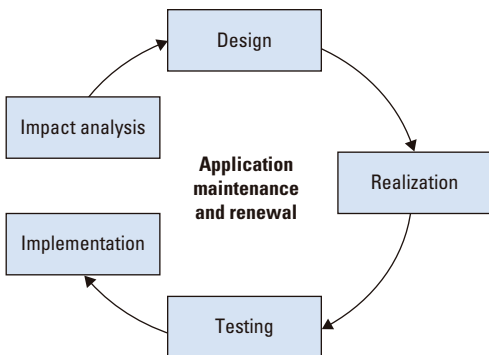 Design
Impact analysis
Application
maintenance
and renewal
Realization
Implementation
Testing